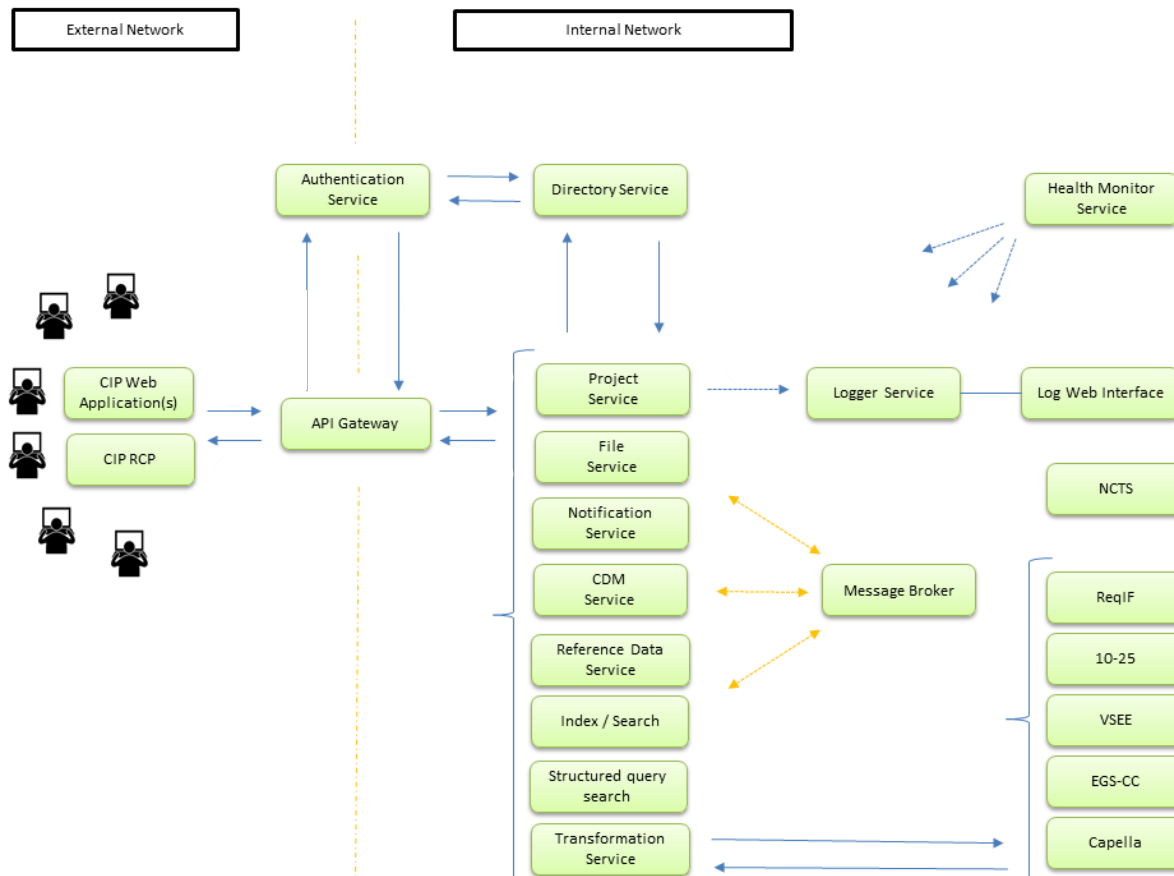 External Network
Internal Network
Authentication
Service
Directory Service
Health Monitor
Service
CIP Web
Application(s)
CIP RCP
API Gateway
Project
Service
File
Service
Notification
Service
CDM
Service
Reference Data
Service
Index / Search
Structured query
search
Transformation
Service
Logger Service
Log Web Interface
Message Broker
NCTS
ReqIF
10-25
VSEE
EGS-CC
Capella